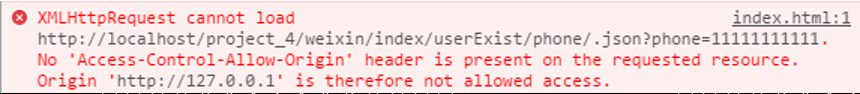 XMLHttpRequest cannot load index.html:1
http://localhost/project_4/weixin/index/userExist/phone/.json?phone=11111111111.
No 'Access-Control-Allow-Origin' header is present on the requested resource.
Origin 'http://127.0.0.1' is therefore not allowed access.